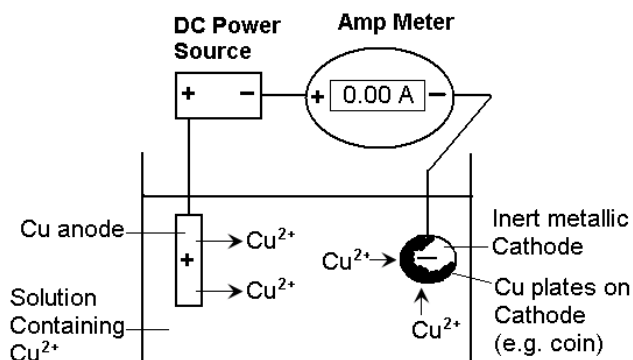 DC Power
Source
Amp Meter
+ −
+ 0.00 A −
Cu anode
+
Cu²⁺
Cu²⁺
Solution
Containing
Cu²⁺
Cu²⁺
−
Cu²⁺
Inert metallic
Cathode
Cu plates on
Cathode
(e.g. coin)